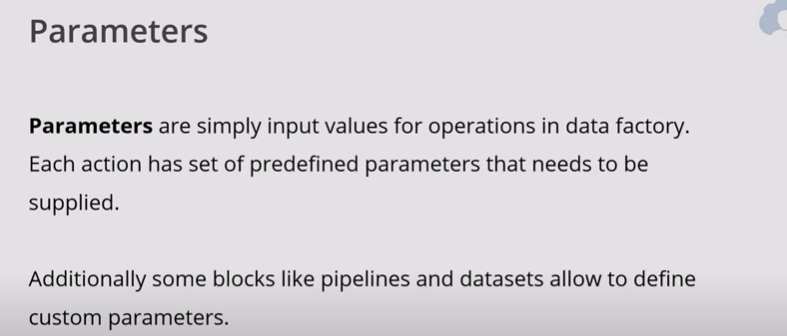 Parameters
Parameters are simply input values for operations in data factory.
Each action has set of predefined parameters that needs to be
supplied.
Additionally some blocks like pipelines and datasets allow to define
custom parameters.